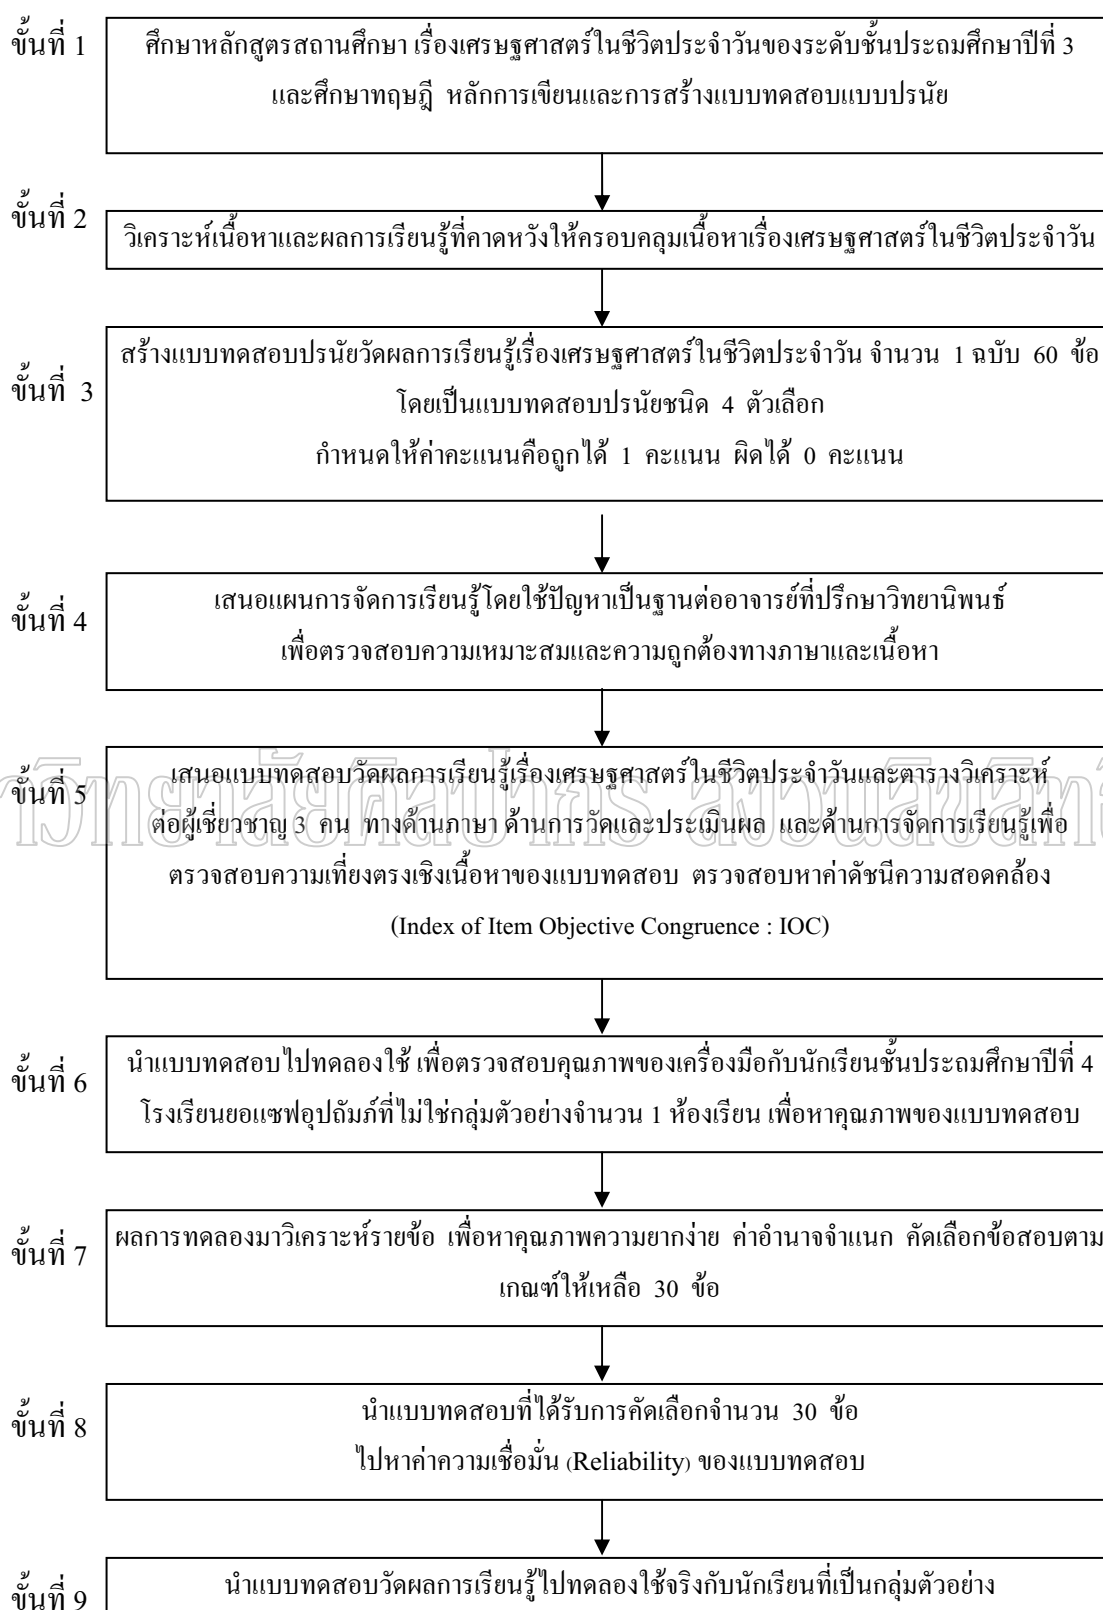 ขั้นที่ 1
ศึกษาหลักสูตรสถานศึกษา เรื่องเศรษฐศาสตร์ในชีวิตประจำวันของระดับชั้นประถมศึกษาปีที่ 3
และศึกษาทฤษฎี หลักการเขียนและการสร้างแบบทดสอบแบบปรนัย
ขั้นที่ 2
วิเคราะห์เนื้อหาและผลการเรียนรู้ที่คาดหวังให้ครอบคลุมเนื้อหาเรื่องเศรษฐศาสตร์ในชีวิตประจำวัน
ขั้นที่ 3
สร้างแบบทดสอบปรนัยวัดผลการเรียนรู้เรื่องเศรษฐศาสตร์ในชีวิตประจำวัน จำนวน 1 ฉบับ 60 ข้อ
โดยเป็นแบบทดสอบปรนัยชนิด 4 ตัวเลือก
กำหนดให้ค่าคะแนนคือถูกได้ 1 คะแนน ผิดได้ 0 คะแนน
ขั้นที่ 4
เสนอแผนการจัดการเรียนรู้โดยใช้ปัญหาเป็นฐานต่ออาจารย์ที่ปรึกษาวิทยานิพนธ์
เพื่อตรวจสอบความเหมาะสมและความถูกต้องทางภาษาและเนื้อหา
ขั้นที่ 5
เสนอแบบทดสอบวัดผลการเรียนรู้เรื่องเศรษฐศาสตร์ในชีวิตประจำวันและตารางวิเคราะห์
ต่อผู้เชี่ยวชาญ 3 คน ทางด้านภาษา ด้านการวัดและประเมินผล และด้านการจัดการเรียนรู้เพื่อ
ตรวจสอบความเที่ยงตรงเชิงเนื้อหาของแบบทดสอบ ตรวจสอบหาค่าดัชนีความสอดคล้อง
(Index of Item Objective Congruence : IOC)
ขั้นที่ 6
นำแบบทดสอบไปทดลองใช้ เพื่อตรวจสอบคุณภาพของเครื่องมือกับนักเรียนชั้นประถมศึกษาปีที่ 4
โรงเรียนยอแซฟอุปถัมภ์ที่ไม่ใช่กลุ่มตัวอย่างจำนวน 1 ห้องเรียน เพื่อหาคุณภาพของแบบทดสอบ
ขั้นที่ 7
ผลการทดลองมาวิเคราะห์รายข้อ เพื่อหาคุณภาพความยากง่าย ค่าอำนาจจำแนก คัดเลือกข้อสอบตาม
เกณฑ์ให้เหลือ 30 ข้อ
ขั้นที่ 8
นำแบบทดสอบที่ได้รับการคัดเลือกจำนวน 30 ข้อ
ไปหาค่าความเชื่อมั่น (Reliability) ของแบบทดสอบ
ขั้นที่ 9
นำแบบทดสอบวัดผลการเรียนรู้ไปทดลองใช้จริงกับนักเรียนที่เป็นกลุ่มตัวอย่าง